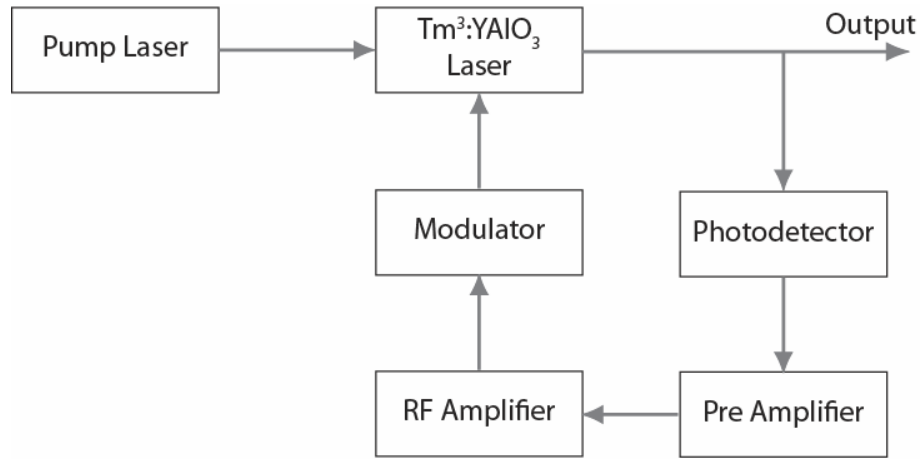 Pump Laser
Tm³:YAlO₃
Laser
Output
Modulator
Photodetector
RF Amplifier
Pre Amplifier